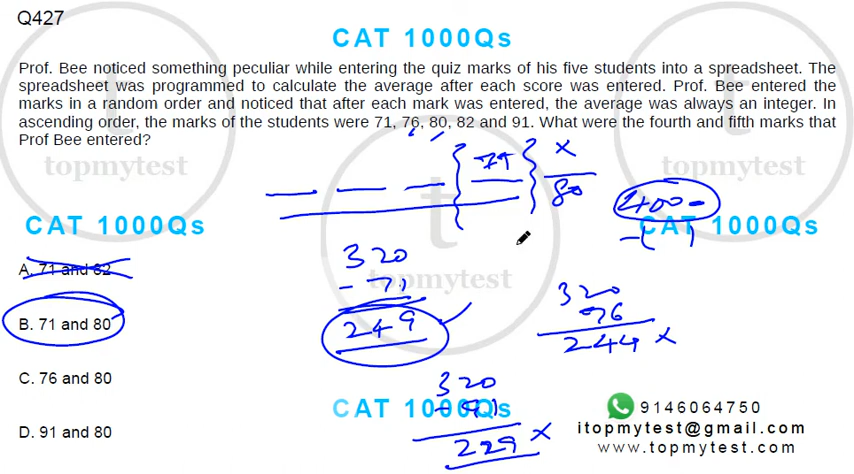 Q427
CAT 1000Qs
Prof. Bee noticed something peculiar while entering the quiz marks of his five students into a spreadsheet. The
spreadsheet was programmed to calculate the average after each score was entered. Prof. Bee entered the
marks in a random order and noticed that after each mark was entered, the average was always an integer. In
ascending order, the marks of the students were 71, 76, 80, 82 and 91. What were the fourth and fifth marks that
Prof Bee entered?
topmytest
topmytest
x
71
80
2400
-( )
CAT 1000Qs
CAT 1000Qs
A. 71 and 82
320
- 71
249
topmytest
320
76
244 x
B. 71 and 80
C. 76 and 80
320
- 91
229 x
CAT 1000Qs
9146064750
itopmytest@gmail.com
www.topmytest.com
D. 91 and 80